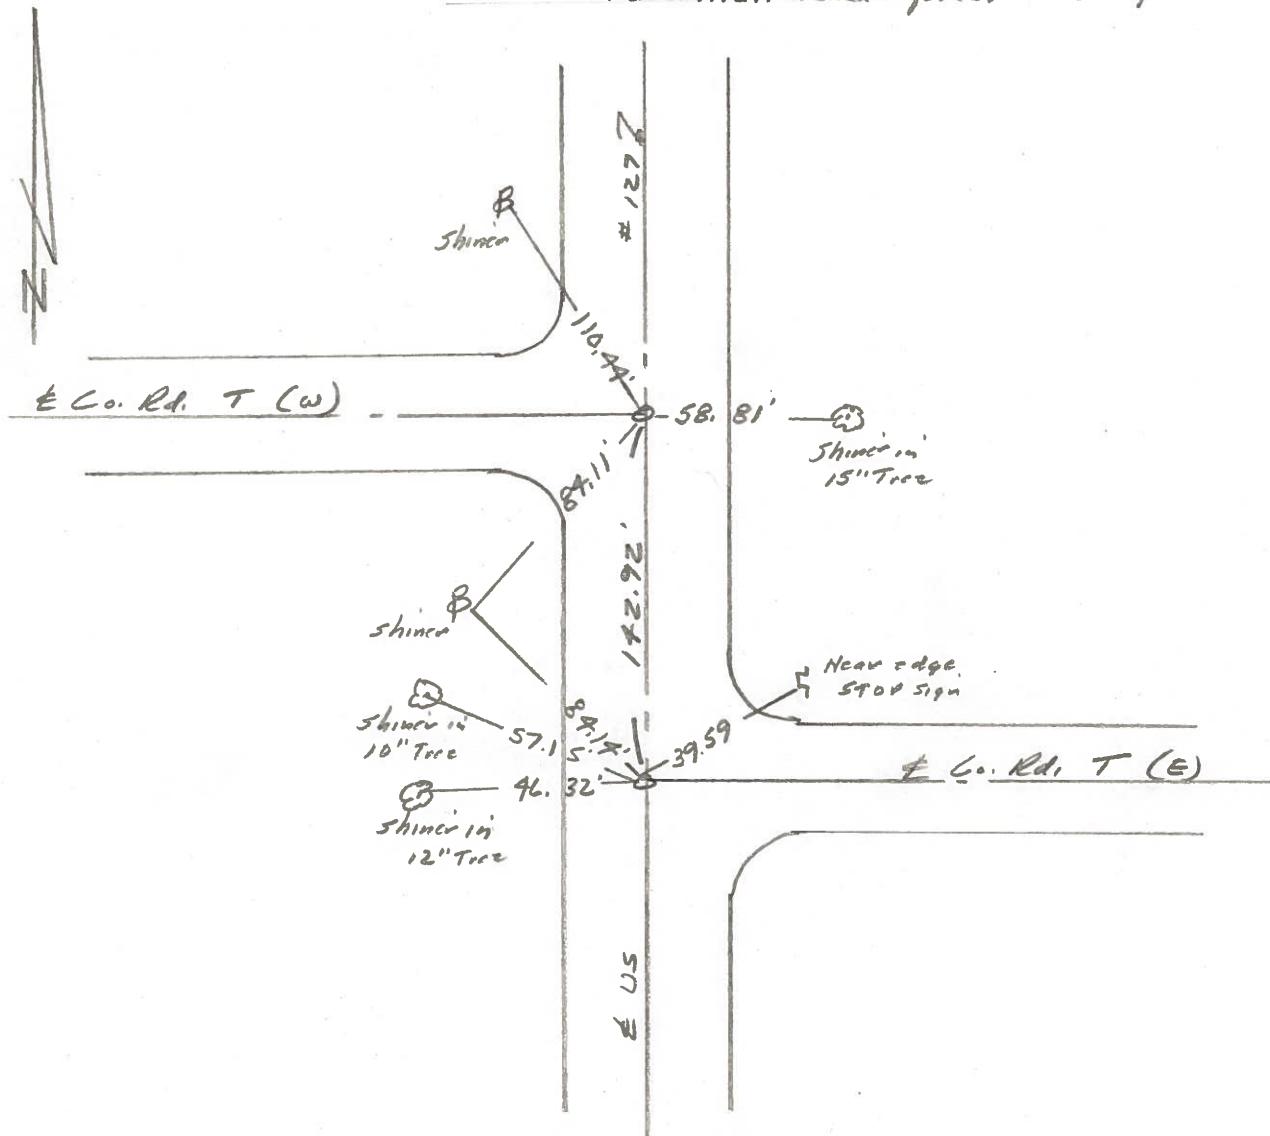 # 127
N
Shiner
110.44'
℄ Co. Rd. T (W)
58.81'
Shiner in
15" Tree
84.11'
142.92'
Shiner
Near edge
STOP sign
Shiner in
10" Tree
57.15'
84.14'
39.59
℄ Co. Rd. T (E)
46.32'
Shiner in
12" Tree
℄ US